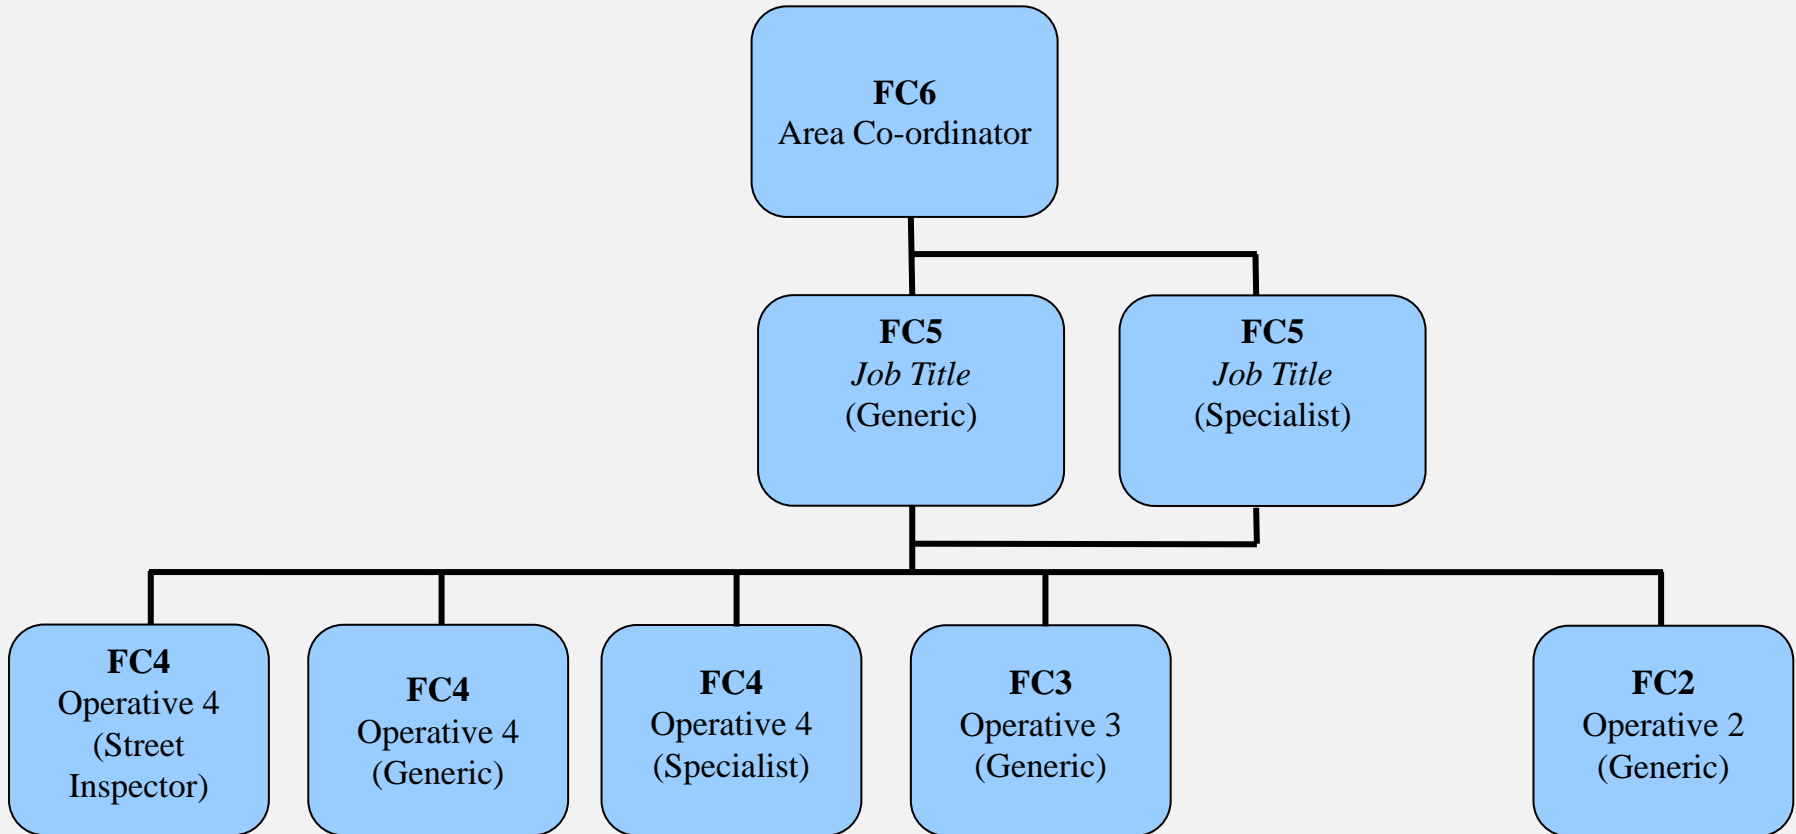 FC6
Area Co-ordinator
FC5
Job Title
(Generic)
FC5
Job Title
(Specialist)
FC4
Operative 4
(Street
Inspector)
FC4
Operative 4
(Generic)
FC4
Operative 4
(Specialist)
FC3
Operative 3
(Generic)
FC2
Operative 2
(Generic)